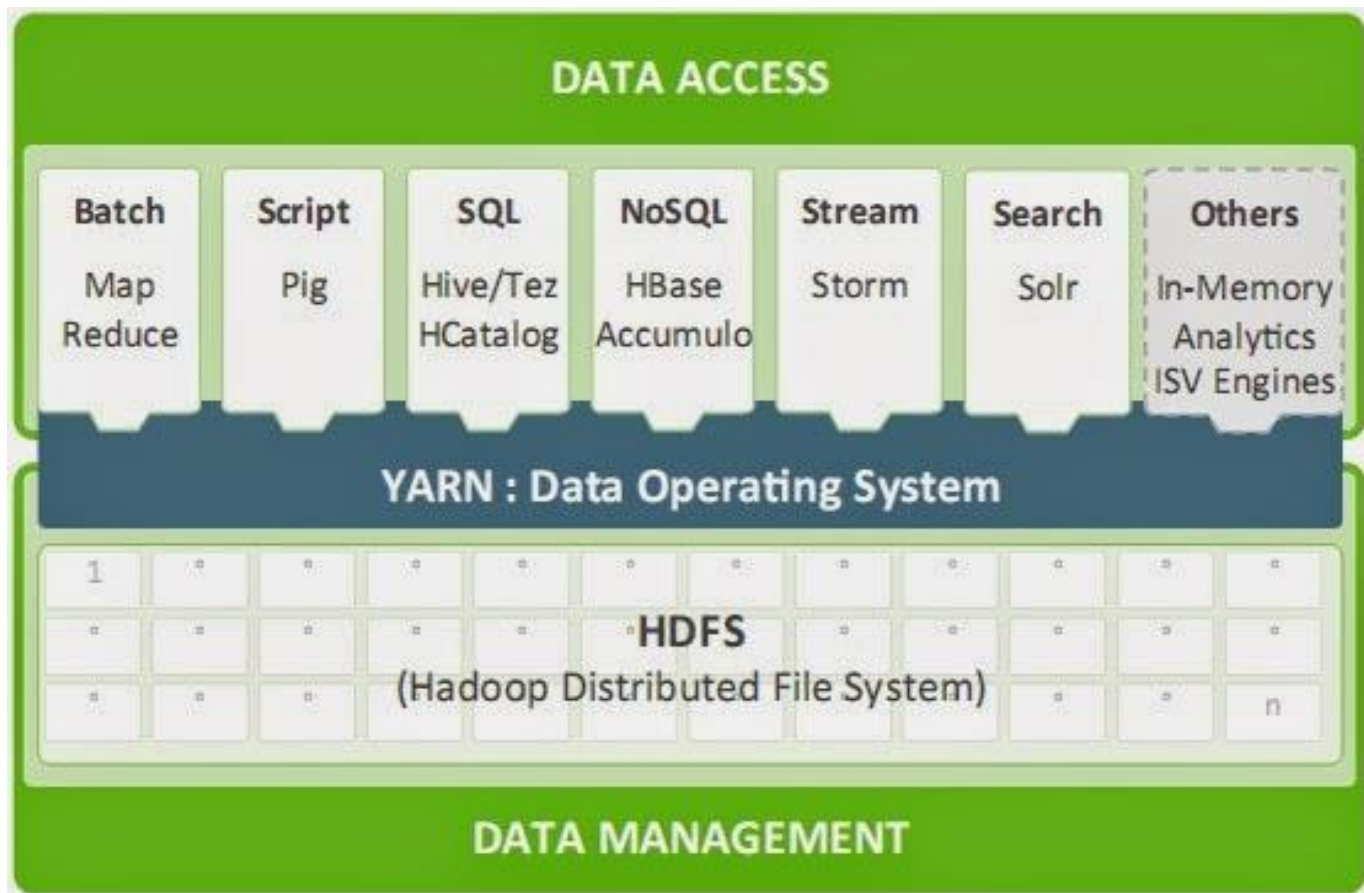 DATA ACCESS
Batch
Map
Reduce
Script
Pig
SQL
Hive/Tez
HCatalog
NoSQL
HBase
Accumulo
Stream
Storm
Search
Solr
Others
In-Memory
Analytics
ISV Engines
YARN : Data Operating System
1
HDFS
(Hadoop Distributed File System)
n
DATA MANAGEMENT